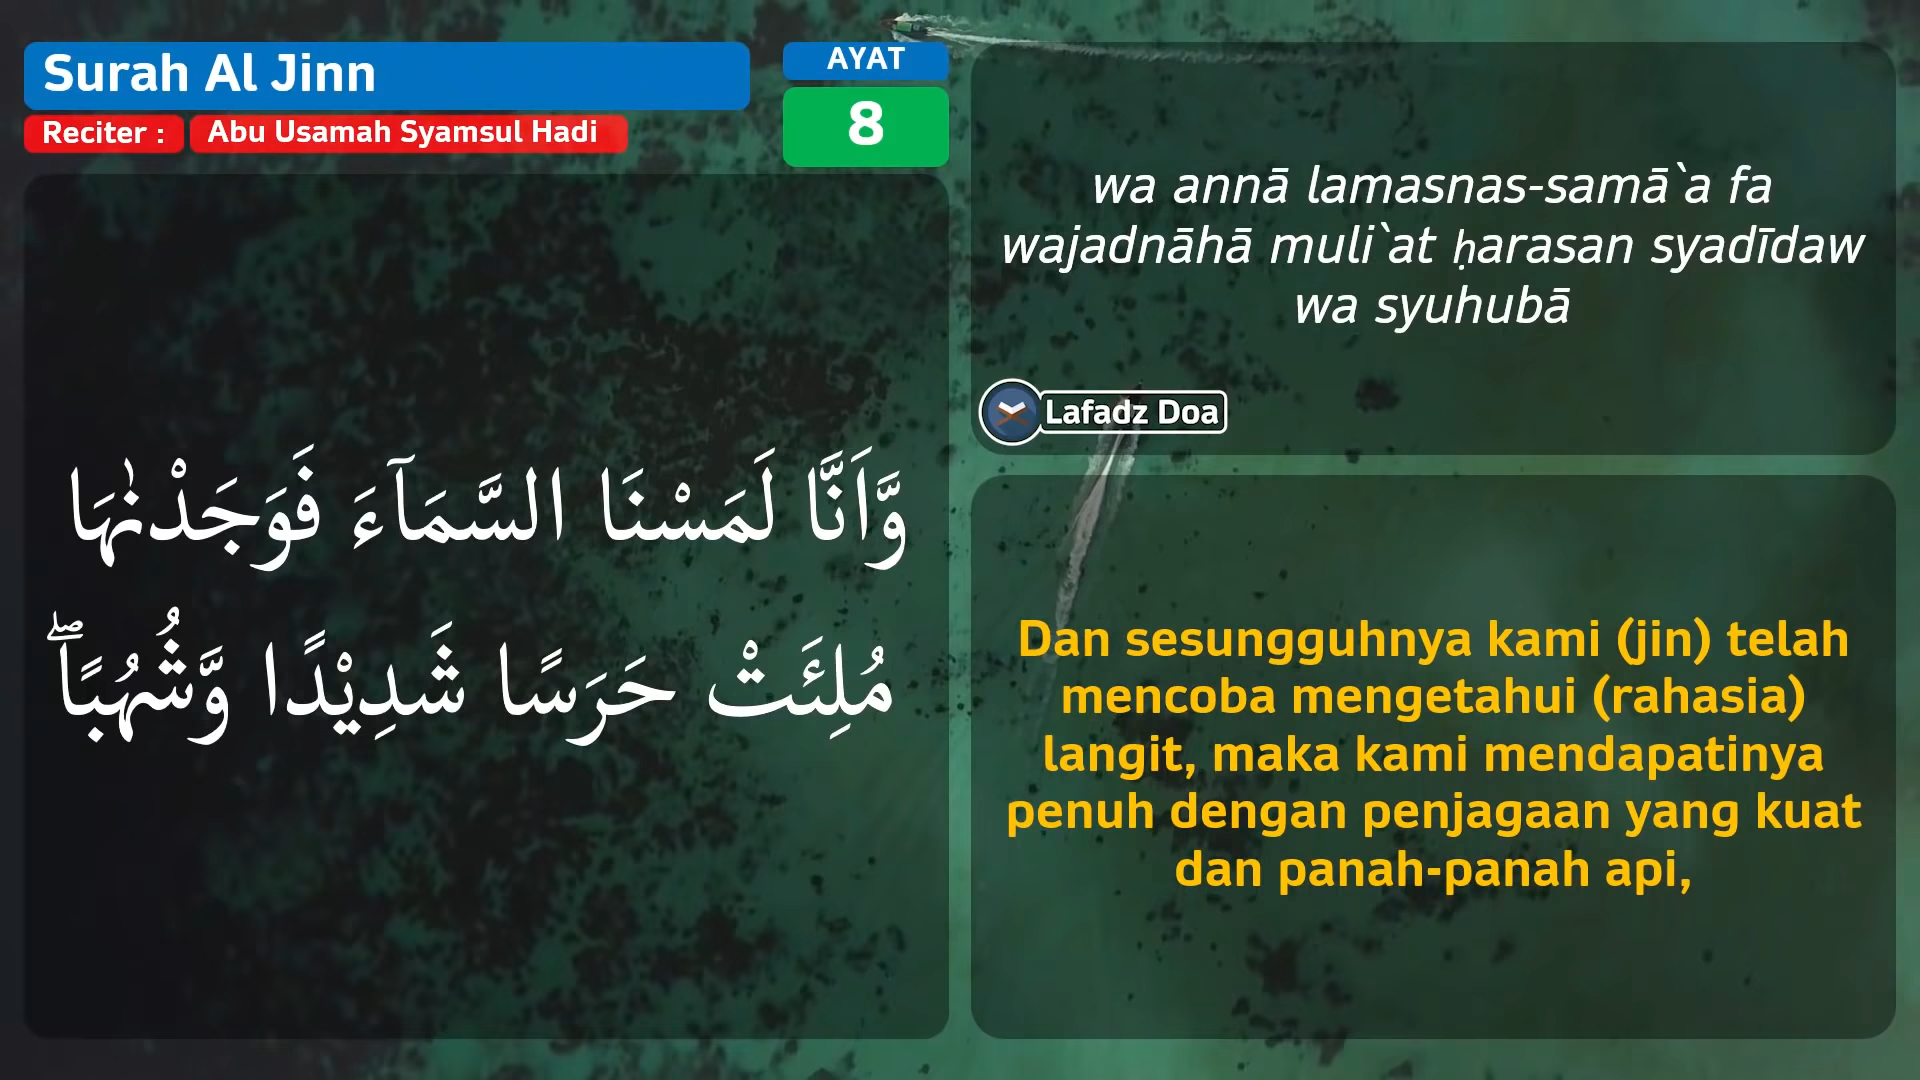 Surah Al Jinn
Reciter :
Abu Usamah Syamsul Hadi
AYAT
8
وَّاَنَّا لَمَسْنَا السَّمَاۤءَ فَوَجَدْنٰهَا
مُلِئَتْ حَرَسًا شَدِيْدًا وَّشُهُبًاۖ
wa annā lamasnas-samā`a fa
wajadnāhā muli`at ḥarasan syadīdaw
wa syuhubā
Lafadz Doa
Dan sesungguhnya kami (jin) telah
mencoba mengetahui (rahasia)
langit, maka kami mendapatinya
penuh dengan penjagaan yang kuat
dan panah-panah api,